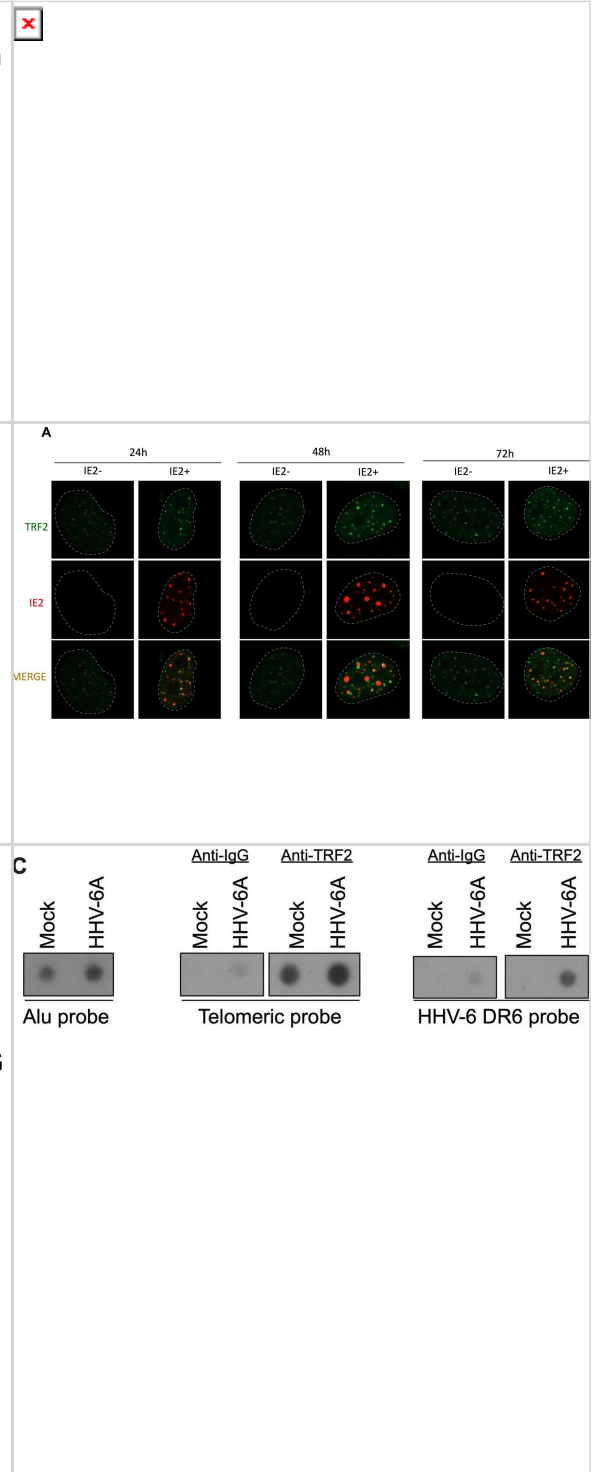 A
24h 48h 72h
IE2- IE2+ IE2- IE2+ IE2- IE2+
TRF2
IE2
MERGE
C
Anti-IgG Anti-TRF2 Anti-IgG Anti-TRF2
Mock HHV-6A Mock HHV-6A Mock HHV-6A Mock HHV-6A Mock HHV-6A
Alu probe Telomeric probe HHV-6 DR6 probe